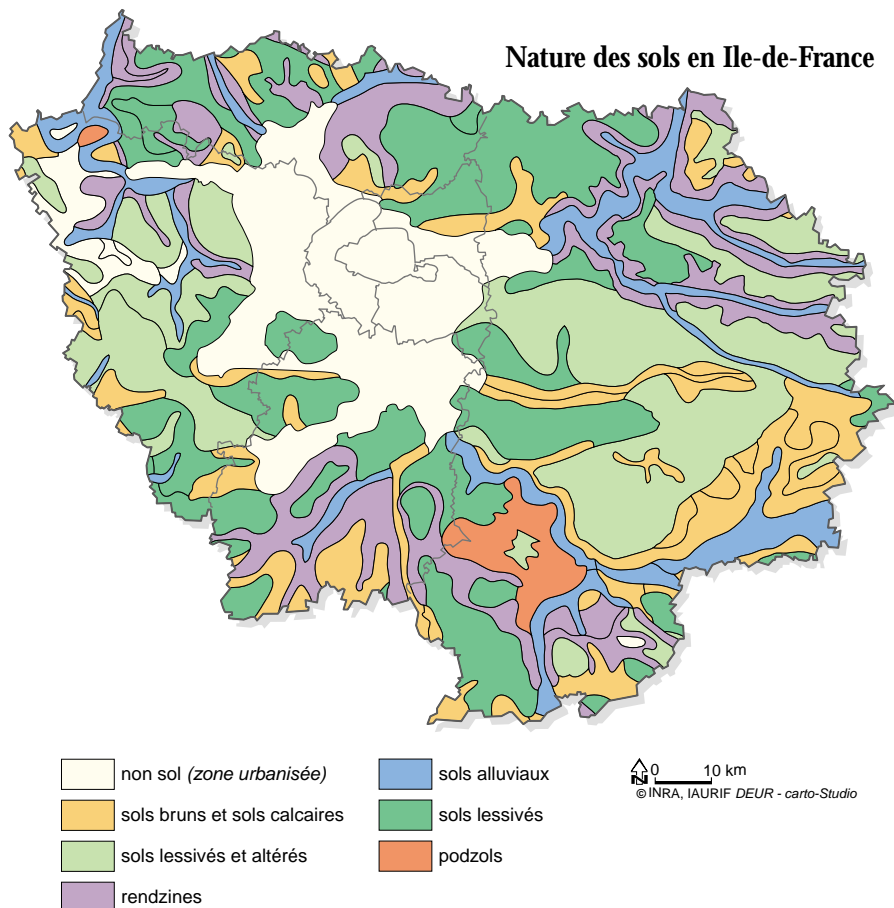 Nature des sols en Ile-de-France
non sol (zone urbanisée)
sols bruns et sols calcaires
sols lessivés et altérés
rendzines
sols alluviaux
sols lessivés
podzols
N 0 10 km
© INRA, IAURIF DEUR - carto-Studio